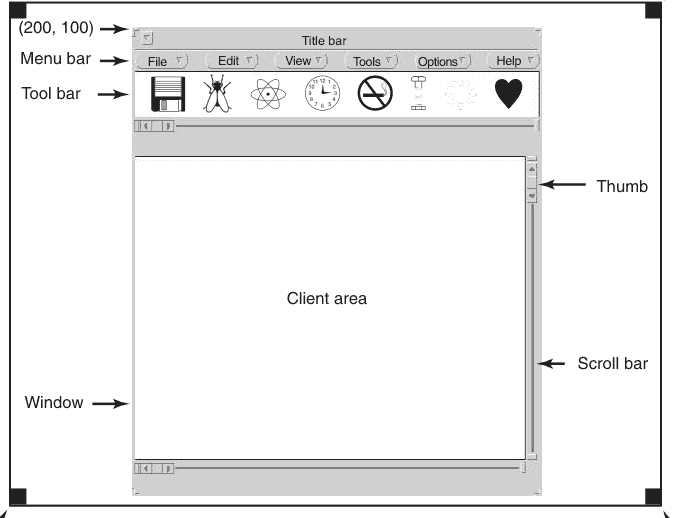 (200, 100)
Title bar
Menu bar
File Edit View Tools Options Help
Tool bar
Thumb
Client area
Scroll bar
Window